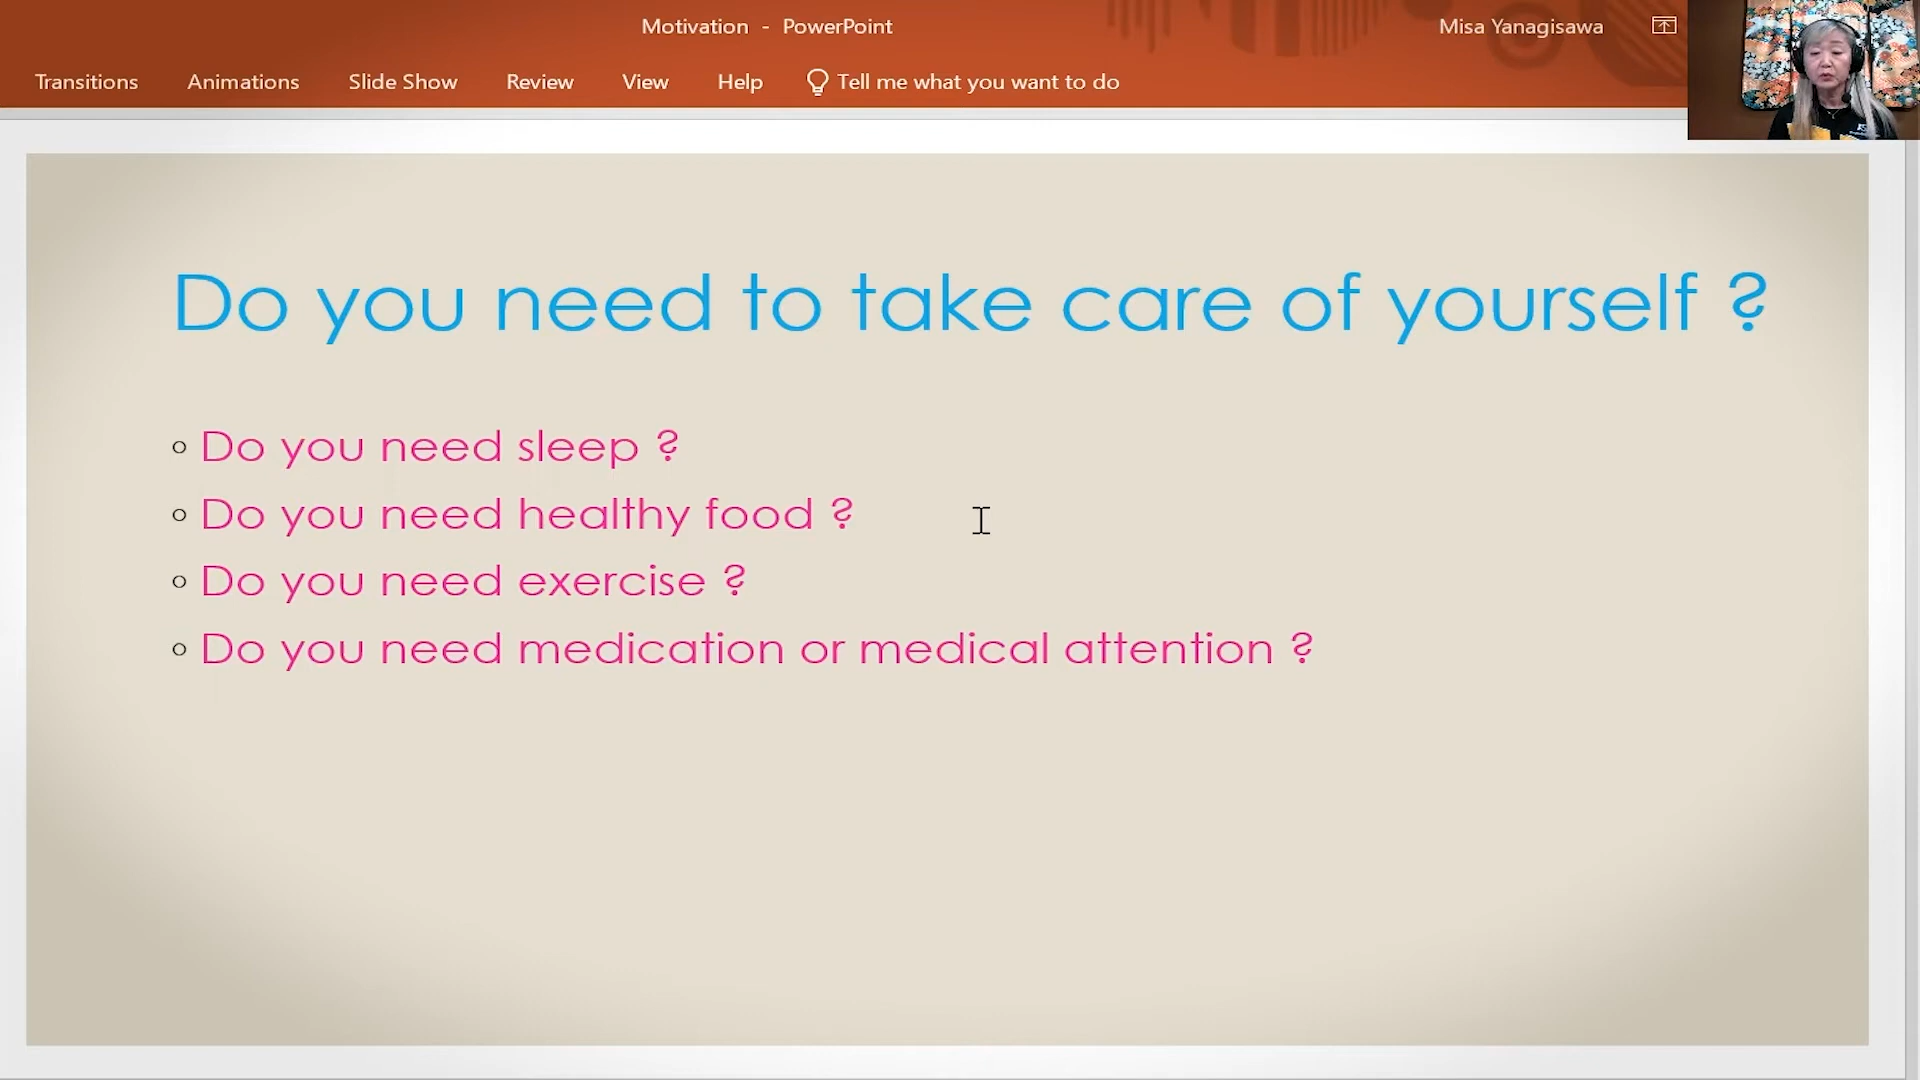 Motivation - PowerPoint
Misa Yanagisawa
Transitions Animations Slide Show Review View Help Tell me what you want to do
Do you need to take care of yourself ?
Do you need sleep ?
Do you need healthy food ?
Do you need exercise ?
Do you need medication or medical attention ?